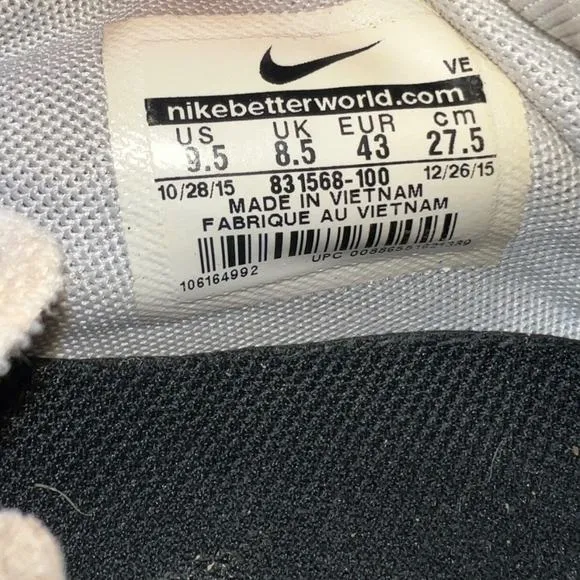 VE
nikebetterworld.com
US UK EUR cm
9.5 8.5 43 27.5
10/28/15 831568-100 12/26/15
MADE IN VIETNAM
FABRIQUE AU VIETNAM
106164992 UPC